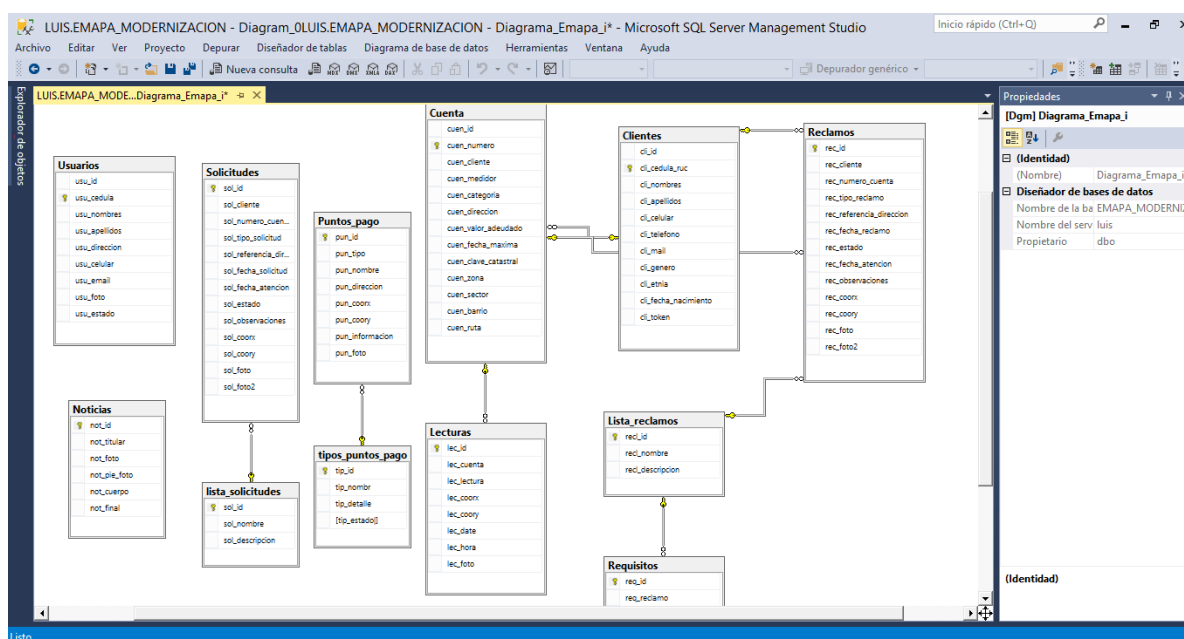 LUIS.EMAPA_MODERNIZACION - Diagram_0LUIS.EMAPA_MODERNIZACION - Diagrama_Emapa_i* - Microsoft SQL Server Management Studio
Inicio rápido (Ctrl+Q)
Archivo Editar Ver Proyecto Depurar Diseñador de tablas Diagrama de base de datos Herramientas Ventana Ayuda
Nueva consulta
MDX DMX XMLA DAX
Depurador genérico
Explorador de objetos
LUIS.EMAPA_MODE...Diagrama_Emapa_i*
Usuarios
usu_id
usu_cedula
usu_nombres
usu_apellidos
usu_direccion
usu_celular
usu_email
usu_foto
usu_estado
Noticias
not_id
not_titular
not_foto
not_pie_foto
not_cuerpo
not_final
Solicitudes
sol_id
sol_cliente
sol_numero_cuen...
sol_tipo_solicitud
sol_referencia_dir...
sol_fecha_solicitud
sol_fecha_atencion
sol_estado
sol_observaciones
sol_coorx
sol_coory
sol_foto
sol_foto2
lista_solicitudes
sol_id
sol_nombre
sol_descripcion
Puntos_pago
pun_id
pun_tipo
pun_nombre
pun_direccion
pun_coorx
pun_coory
pun_informacion
pun_foto
tipos_puntos_pago
tip_id
tip_nombr
tip_detalle
[tip_estado]]
Cuenta
cuen_id
cuen_numero
cuen_cliente
cuen_medidor
cuen_categoria
cuen_direccion
cuen_valor_adeudado
cuen_fecha_maxima
cuen_clave_catastral
cuen_zona
cuen_sector
cuen_barrio
cuen_ruta
Lecturas
lec_id
lec_cuenta
lec_lectura
lec_coorx
lec_coory
lec_date
lec_hora
lec_foto
Clientes
cli_id
cli_cedula_ruc
cli_nombres
cli_apellidos
cli_celular
cli_telefono
cli_mail
cli_genero
cli_etnia
cli_fecha_nacimiento
cli_token
Reclamos
rec_id
rec_cliente
rec_numero_cuenta
rec_tipo_reclamo
rec_referencia_direccion
rec_fecha_reclamo
rec_estado
rec_fecha_atencion
rec_observaciones
rec_coorx
rec_coory
rec_foto
rec_foto2
Lista_reclamos
recl_id
recl_nombre
recl_descripcion
Requisitos
req_id
req_reclamo
Propiedades
[Dgm] Diagrama_Emapa_i
(Identidad)
(Nombre) Diagrama_Emapa_i
Diseñador de bases de datos
Nombre de la ba EMAPA_MODERNIZ
Nombre del serv luis
Propietario dbo
(Identidad)
Listo